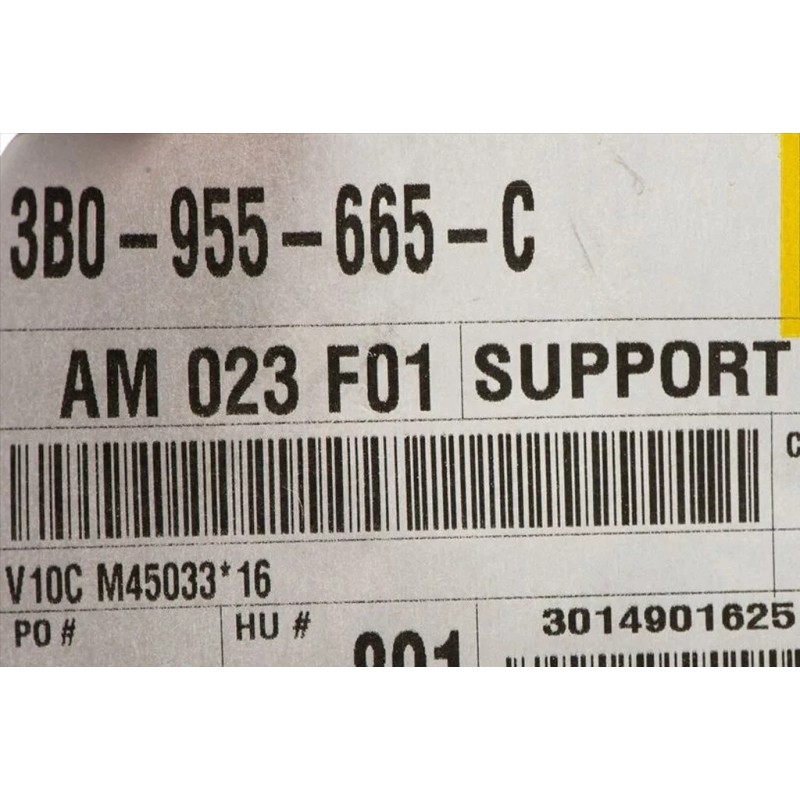 3B0-955-665-C
AM 023 F01 SUPPORT
C
V10C M45033*16
PO # HU # 3014901625